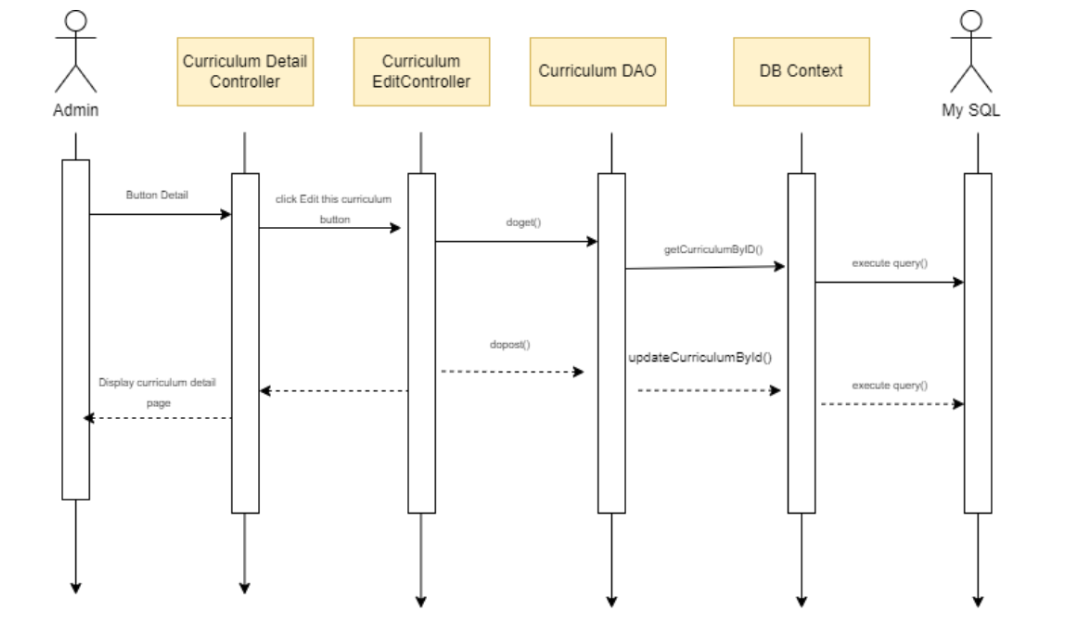 Admin
Curriculum Detail
Controller
Curriculum
EditController
Curriculum DAO
DB Context
My SQL
Button Detail
click Edit this curriculum
button
doget()
getCurriculumByID()
execute query()
dopost()
updateCurriculumById()
Display curriculum detail
page
execute query()